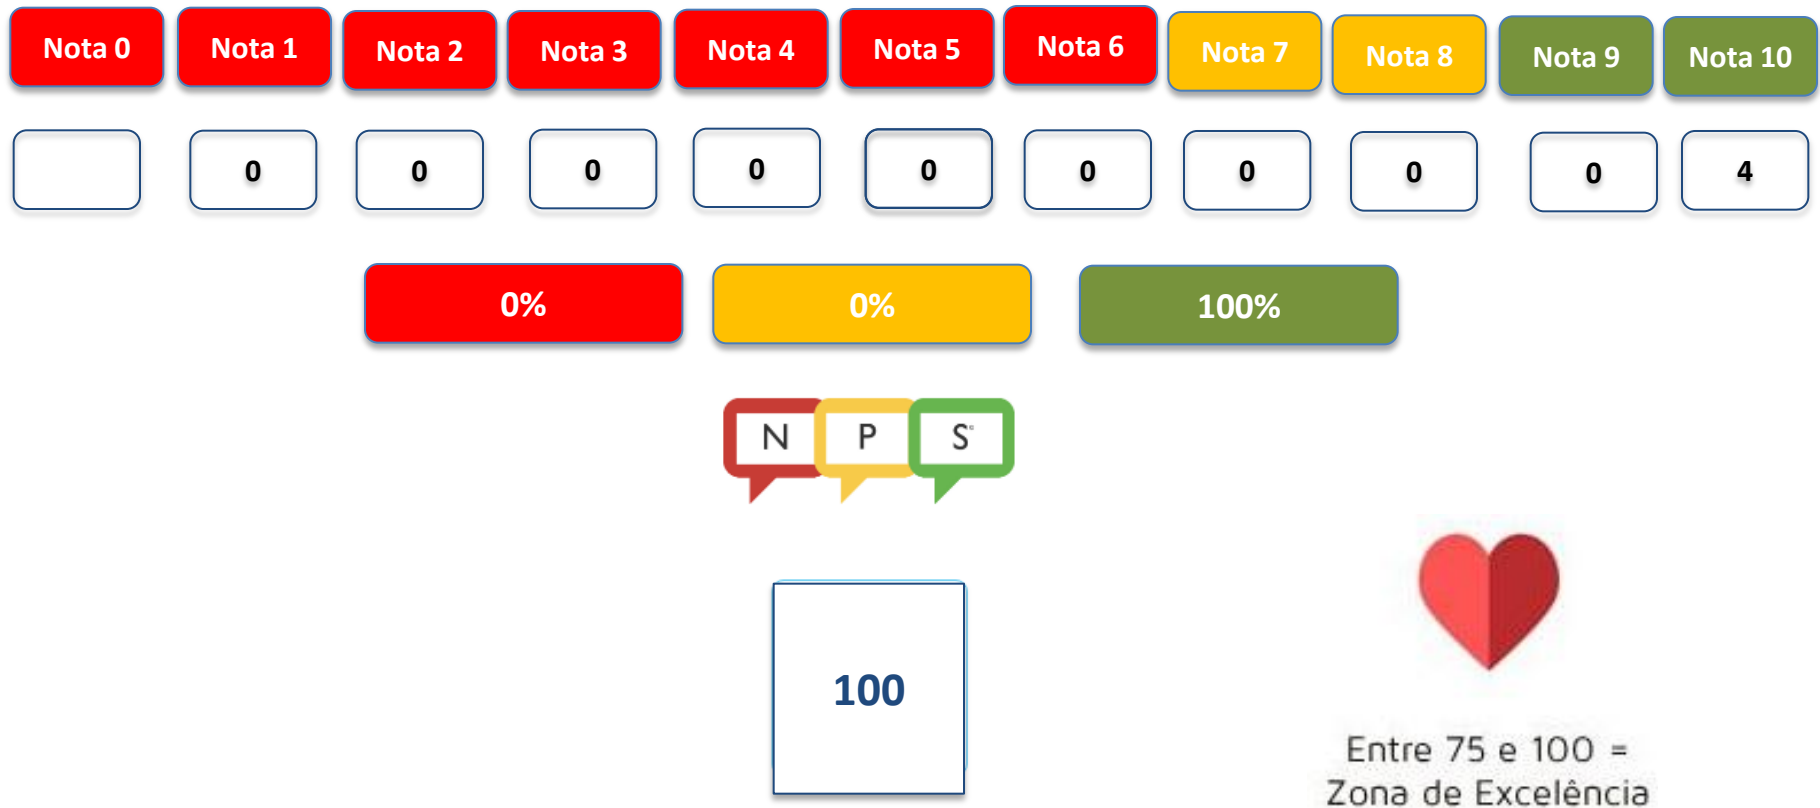 Nota 0 Nota 1 Nota 2 Nota 3 Nota 4 Nota 5 Nota 6 Nota 7 Nota 8 Nota 9 Nota 10
0 0 0 0 0 0 0 0 0 4
0% 0% 100%
N P S
100
Entre 75 e 100 =
Zona de Excelência